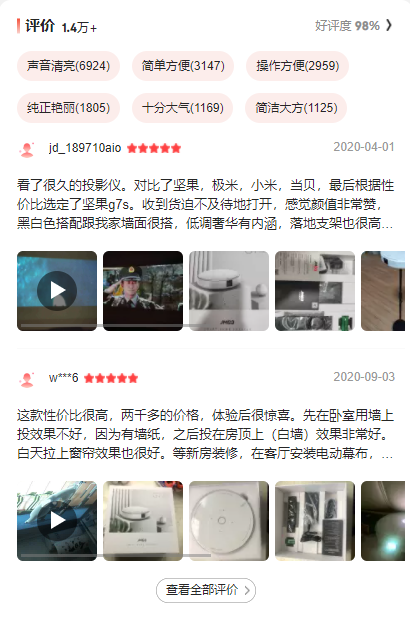 评价 1.4万+
好评度 98%
声音清亮(6924) 简单方便(3147) 操作方便(2959)
纯正艳丽(1805) 十分大气(1169) 简洁大方(1125)
jd_189710aio 2020-04-01
看了很久的投影仪。对比了坚果，极米，小米，当贝，最后根据性
价比选定了坚果g7s。收到货迫不及待地打开，感觉颜值非常赞，
黑白色搭配跟我家墙面很搭，低调奢华有内涵，落地支架也很高...
w***6 2020-09-03
这款性价比很高，两千多的价格，体验后很惊喜。先在卧室用墙上
投效果不好，因为有墙纸，之后投在房顶上（白墙）效果非常好。
白天拉上窗帘效果也很好。等新房装修，在客厅安装电动幕布，...
查看全部评价